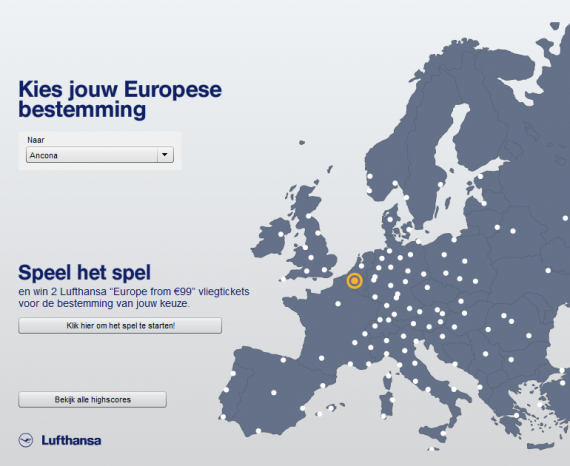 Kies jouw Europese
bestemming
Naar
Ancona
Speel het spel
en win 2 Lufthansa “Europe from €99” vliegtickets
voor de bestemming van jouw keuze.
Klik hier om het spel te starten!
Bekijk alle highscores
Lufthansa